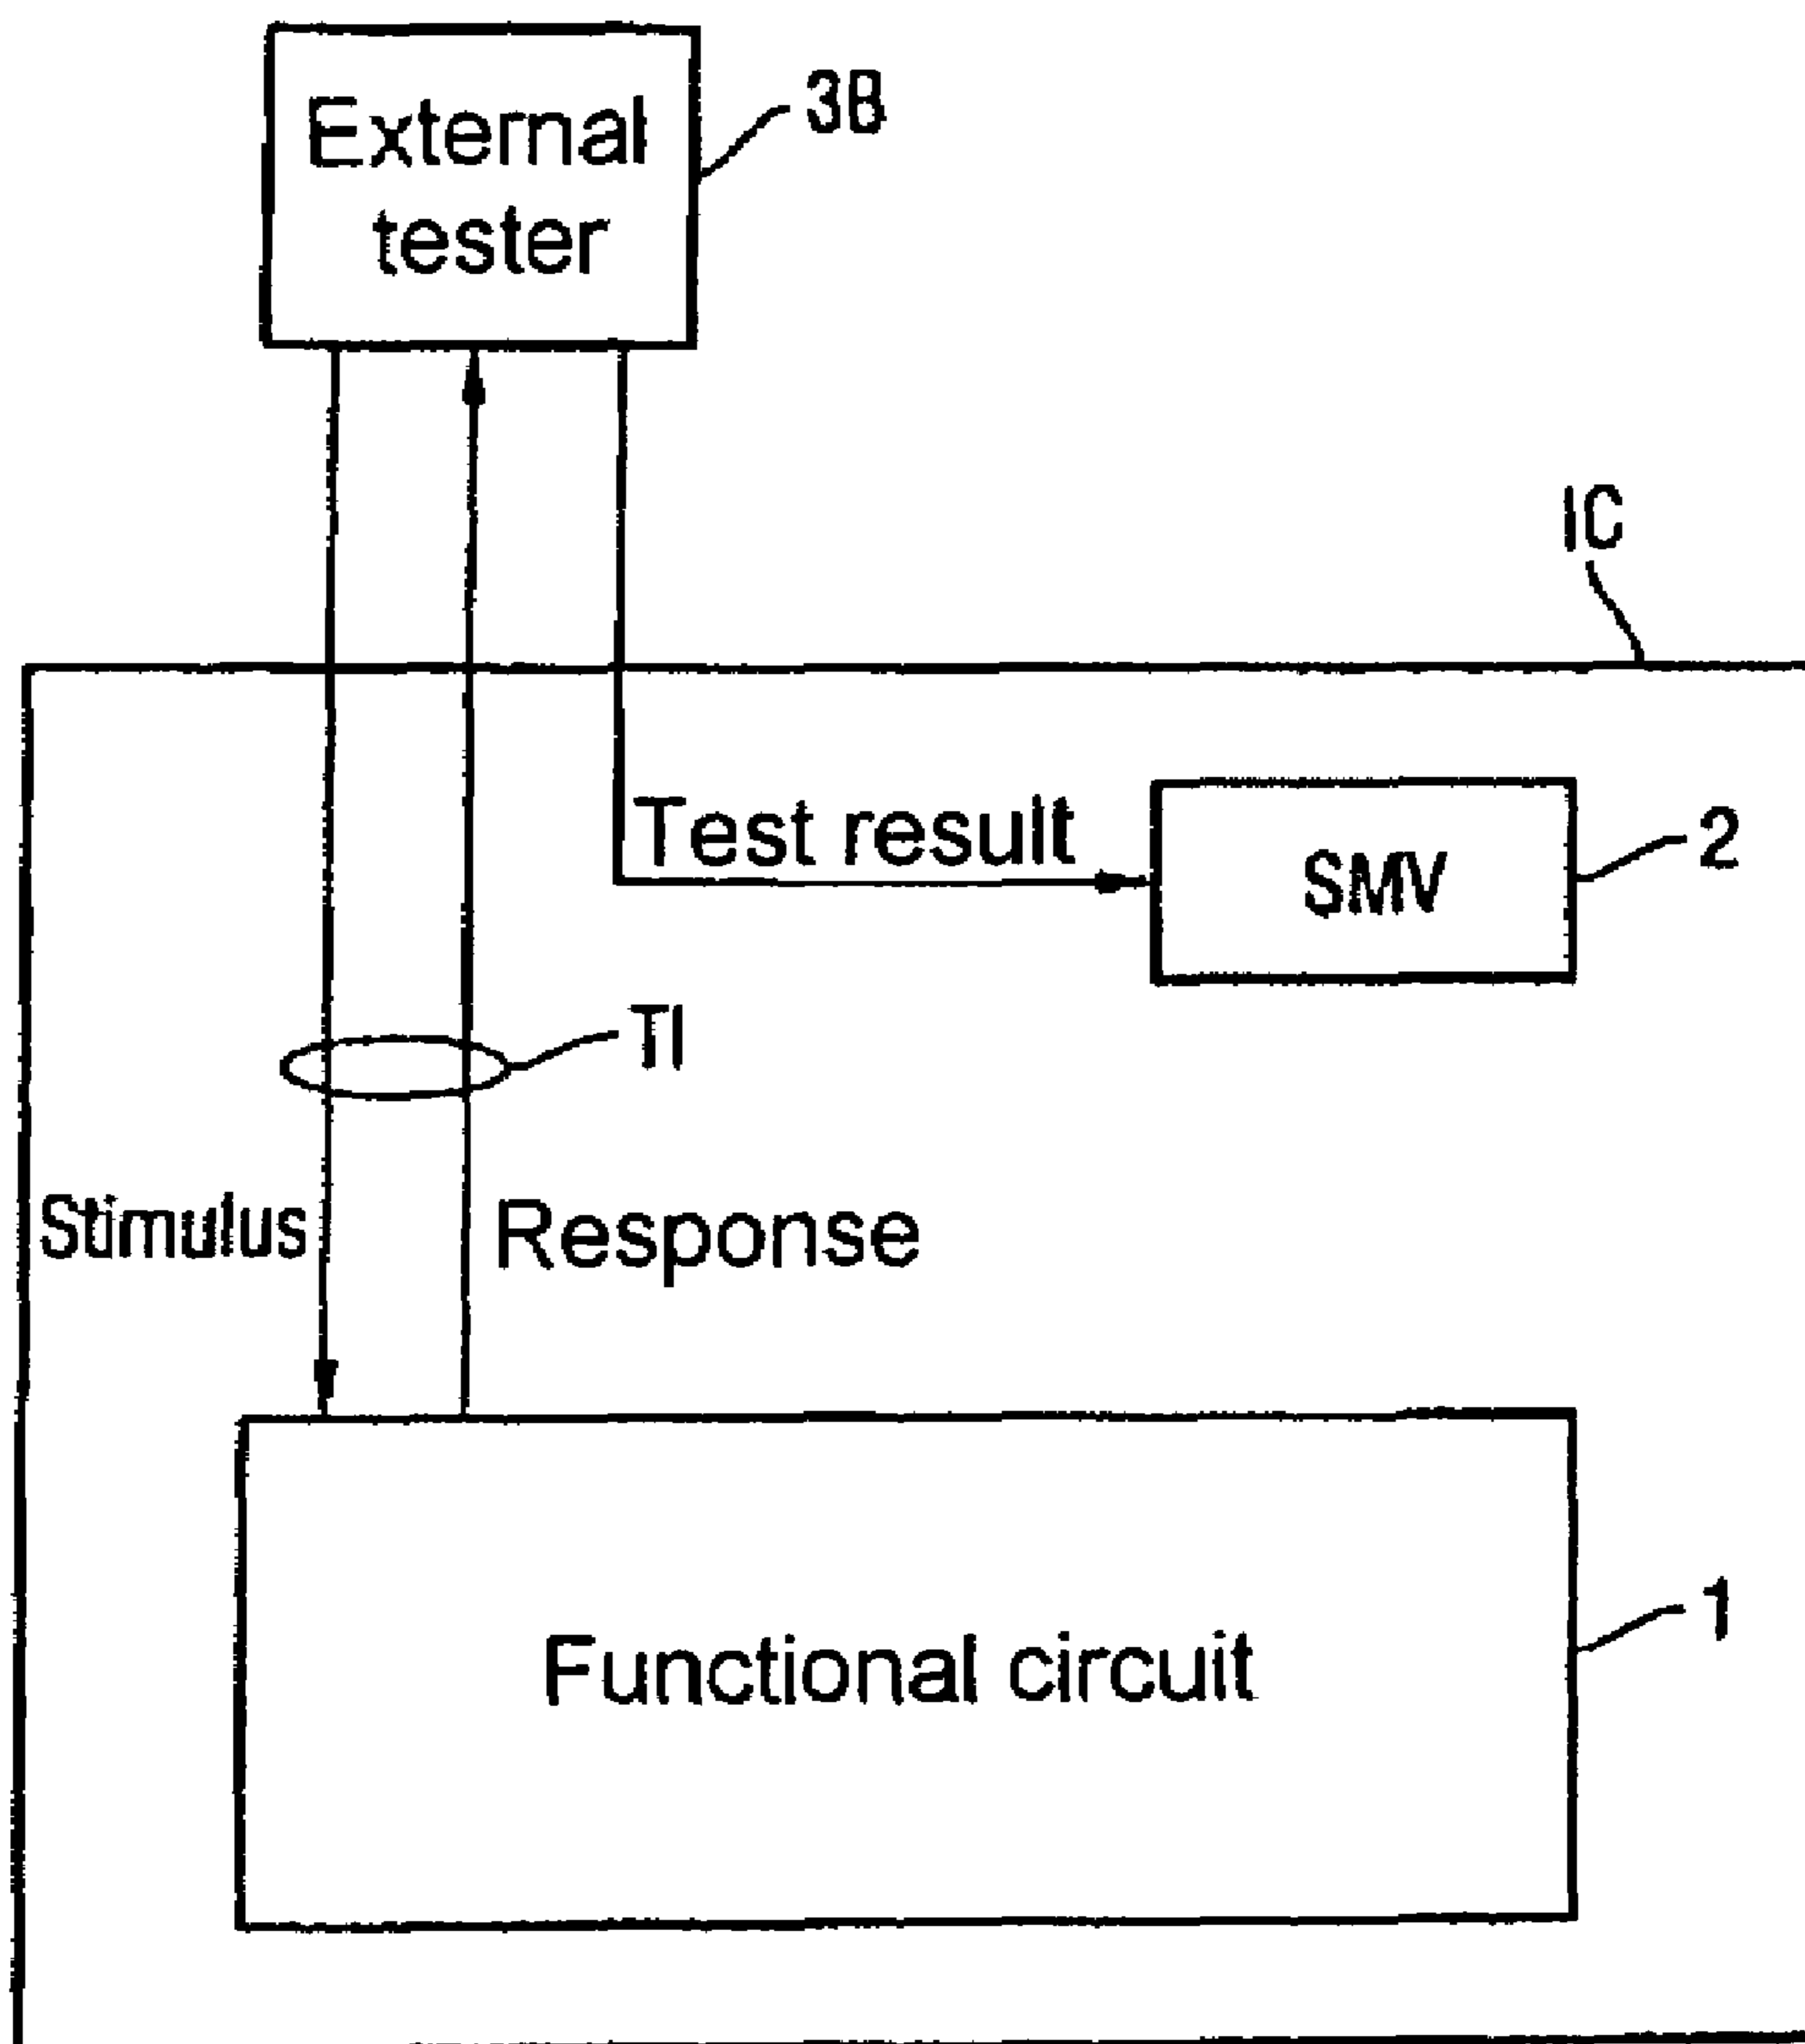 External
tester
3B
IC
Test result
SMV
2
TI
Stimulus
Response
Functional circuit
1